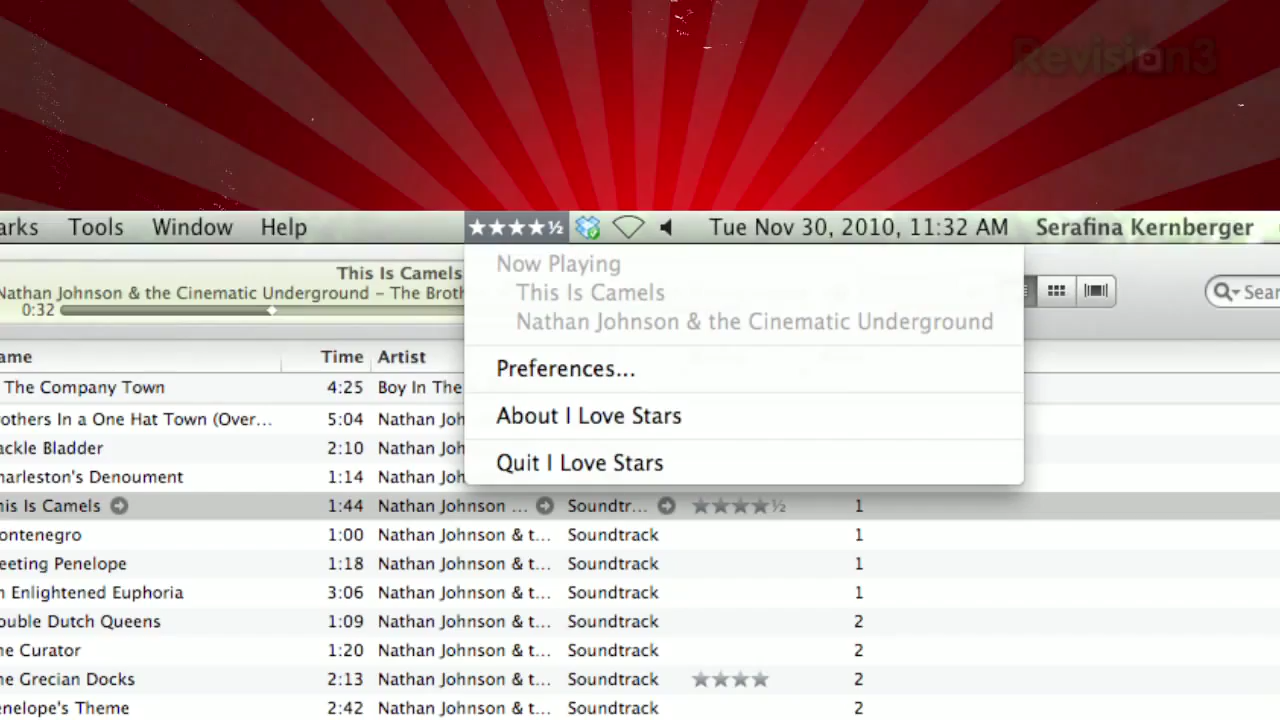 Revision3
arks Tools Window Help ★★★★½ Tue Nov 30, 2010, 11:32 AM Serafina Kernberger
This Is Camels
Nathan Johnson & the Cinematic Underground – The Broth
0:32
Now Playing
This Is Camels
Nathan Johnson & the Cinematic Underground
Preferences...
About I Love Stars
Quit I Love Stars
Sear
ame Time Artist
The Company Town 4:25 Boy In The
rothers In a One Hat Town (Over... 5:04 Nathan Joh
ackle Bladder 2:10 Nathan Joh
harleston's Denoument 1:14 Nathan Joh
his Is Camels 1:44 Nathan Johnson ... Soundtr... ★★★★½ 1
ontenegro 1:00 Nathan Johnson & t... Soundtrack 1
eeting Penelope 1:18 Nathan Johnson & t... Soundtrack 1
n Enlightened Euphoria 3:06 Nathan Johnson & t... Soundtrack 1
ouble Dutch Queens 1:09 Nathan Johnson & t... Soundtrack 2
he Curator 1:20 Nathan Johnson & t... Soundtrack 2
he Grecian Docks 2:13 Nathan Johnson & t... Soundtrack ★★★★ 2
enelope's Theme 2:42 Nathan Johnson & t... Soundtrack 2